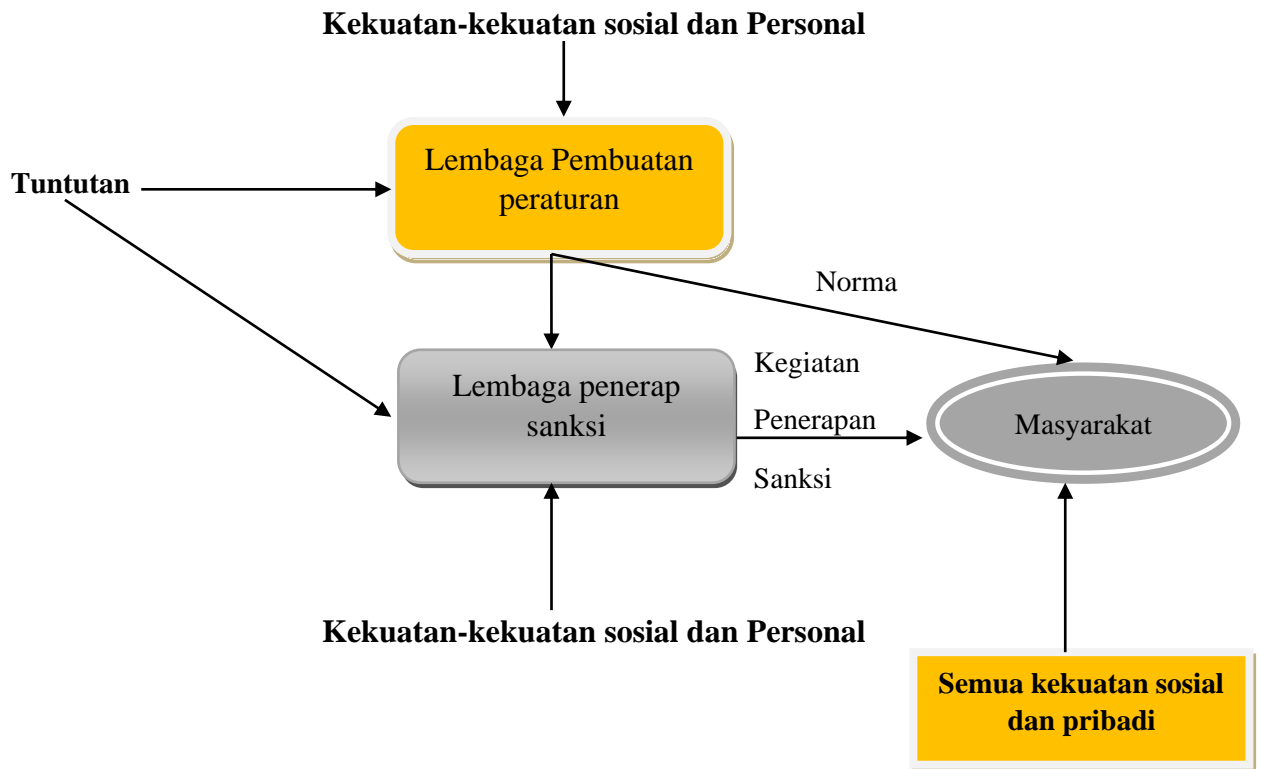 Kekuatan-kekuatan sosial dan Personal
Lembaga Pembuatan
peraturan
Tuntutan
Norma
Kegiatan
Lembaga penerap
sanksi
Penerapan
Masyarakat
Sanksi
Kekuatan-kekuatan sosial dan Personal
Semua kekuatan sosial
dan pribadi